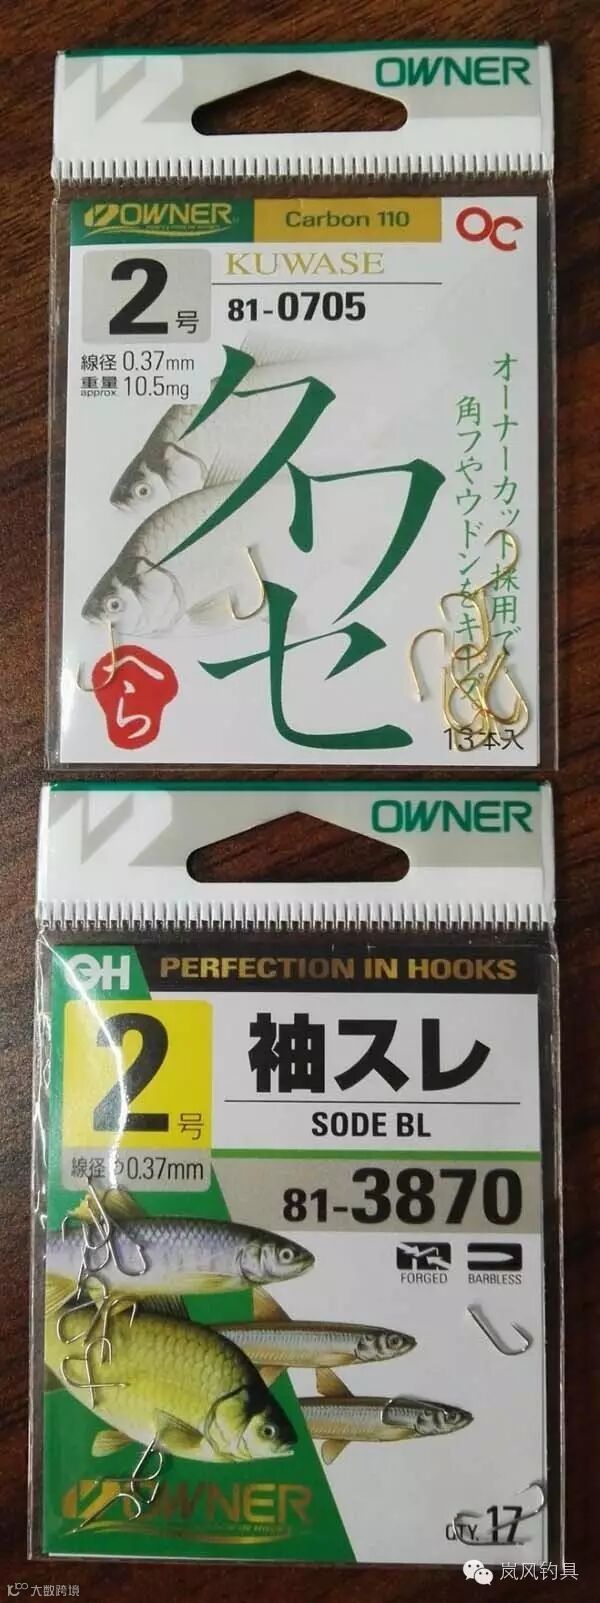 OWNER
OWNER
Carbon 110
OC
2号
KUWASE
81-0705
線径 0.37mm
重量 10.5mg
approx.
クワセ
オーナーカット採用で
角フやウドンをキープ。
へら
13本入
OWNER
OH PERFECTION IN HOOKS
2号
袖スレ
SODE BL
線径 0.37mm
81-3870
FORGED
BARBLESS
OWNER
QTY. 17
岚风钓具
大数跨境